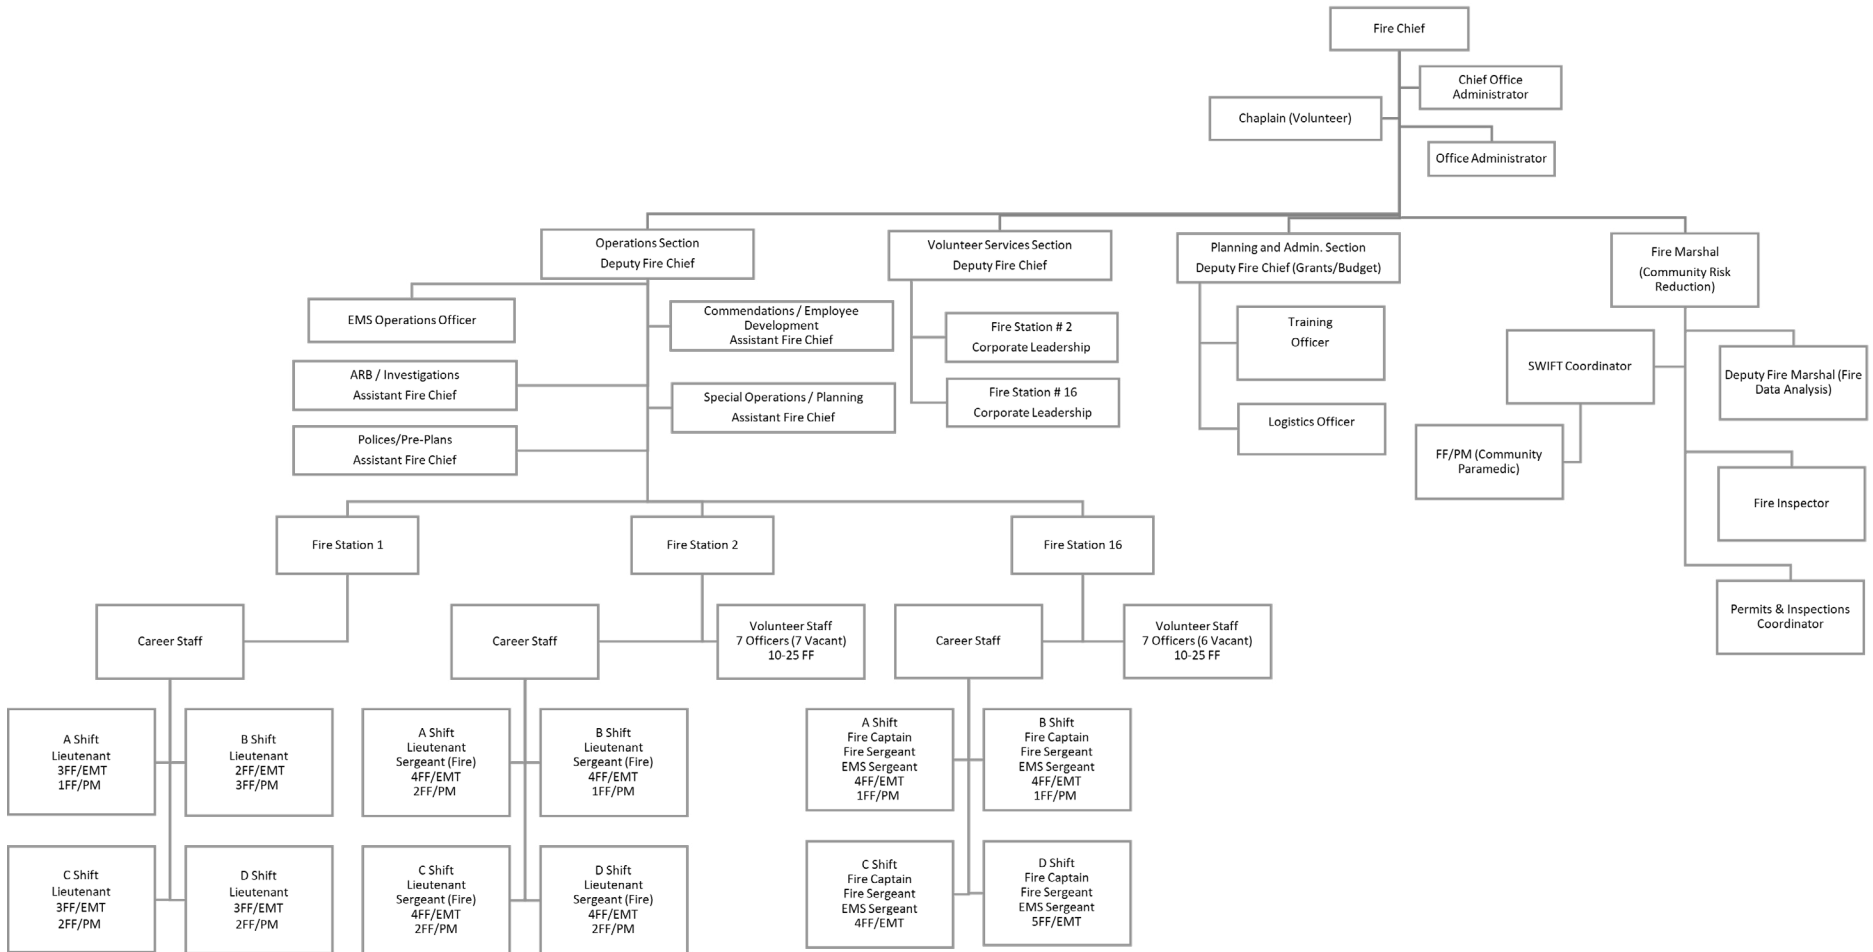 Fire Chief
Chief Office
Administrator
Chaplain (Volunteer)
Office Administrator
Operations Section
Deputy Fire Chief
Volunteer Services Section
Deputy Fire Chief
Planning and Admin. Section
Deputy Fire Chief (Grants/Budget)
Fire Marshal
(Community Risk
Reduction)
EMS Operations Officer
Commendations / Employee
Development
Assistant Fire Chief
ARB / Investigations
Assistant Fire Chief
Special Operations / Planning
Assistant Fire Chief
Polices/Pre-Plans
Assistant Fire Chief
Fire Station # 2
Corporate Leadership
Fire Station # 16
Corporate Leadership
Training
Officer
Logistics Officer
SWIFT Coordinator
Deputy Fire Marshal (Fire
Data Analysis)
FF/PM (Community
Paramedic)
Fire Inspector
Permits & Inspections
Coordinator
Fire Station 1
Fire Station 2
Fire Station 16
Career Staff
Career Staff
Volunteer Staff
7 Officers (7 Vacant)
10-25 FF
Career Staff
Volunteer Staff
7 Officers (6 Vacant)
10-25 FF
A Shift
Lieutenant
3FF/EMT
1FF/PM
B Shift
Lieutenant
2FF/EMT
3FF/PM
A Shift
Lieutenant
Sergeant (Fire)
4FF/EMT
2FF/PM
B Shift
Lieutenant
Sergeant (Fire)
4FF/EMT
1FF/PM
A Shift
Fire Captain
Fire Sergeant
EMS Sergeant
4FF/EMT
1FF/PM
B Shift
Fire Captain
Fire Sergeant
EMS Sergeant
4FF/EMT
1FF/PM
C Shift
Lieutenant
3FF/EMT
2FF/PM
D Shift
Lieutenant
3FF/EMT
2FF/PM
C Shift
Lieutenant
Sergeant (Fire)
4FF/EMT
2FF/PM
D Shift
Lieutenant
Sergeant (Fire)
4FF/EMT
2FF/PM
C Shift
Fire Captain
Fire Sergeant
EMS Sergeant
4FF/EMT
D Shift
Fire Captain
Fire Sergeant
EMS Sergeant
5FF/EMT